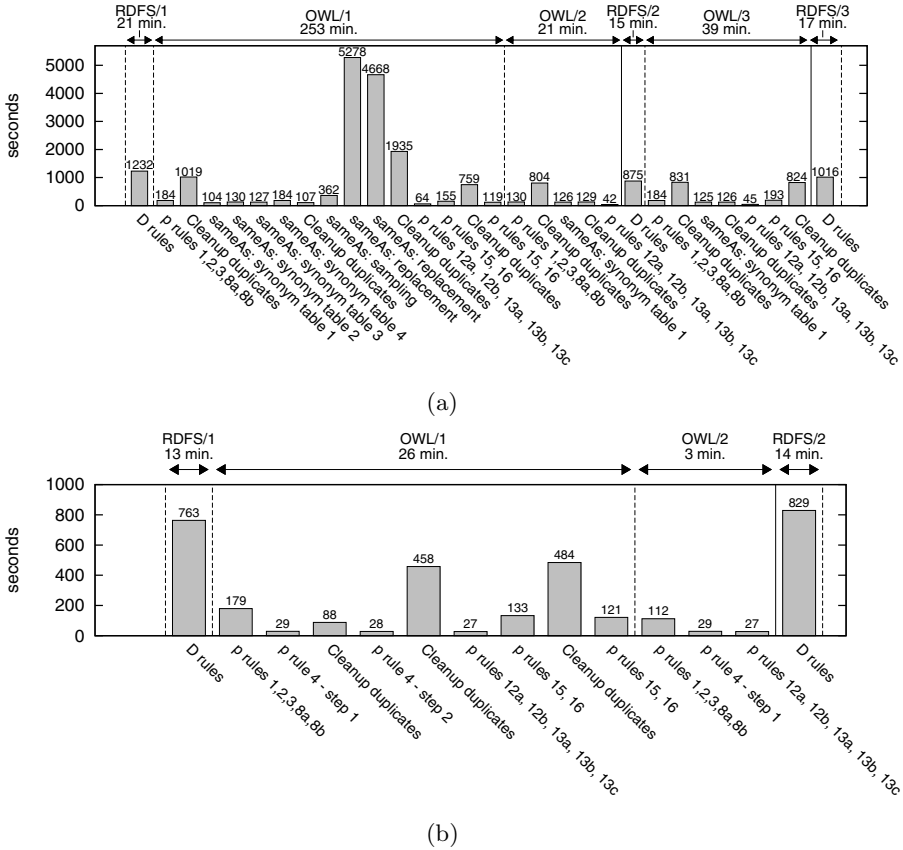 RDFS/1
21 min.
OWL/1
253 min.
OWL/2
21 min.
RDFS/2
15 min.
OWL/3
39 min.
RDFS/3
17 min.
seconds
5000
4000
3000
2000
1000
0
1232
184
1019
104
130
127
184
107
362
5278
4668
1935
64
155
759
119
130
804
126
129
42
875
184
831
125
126
45
193
824
1016
D rules
p rules 1,2,3,8a,8b
Cleanup duplicates
sameAs: synonym table 1
sameAs: synonym table 2
sameAs: synonym table 3
sameAs: synonym table 4
Cleanup duplicates
sameAs: sampling
sameAs: replacement
sameAs: replacement
Cleanup duplicates
p rules 12a, 12b, 13a, 13b, 13c
p rules 15, 16
Cleanup duplicates
p rules 15, 16
p rules 1,2,3,8a,8b
Cleanup duplicates
sameAs: synonym table 1
Cleanup duplicates
p rules 12a, 12b, 13a, 13b, 13c
D rules
p rules 1,2,3,8a,8b
Cleanup duplicates
sameAs: synonym table 1
Cleanup duplicates
p rules 12a, 12b, 13a, 13b, 13c
p rules 15, 16
Cleanup duplicates
D rules
(a)
RDFS/1
13 min.
OWL/1
26 min.
OWL/2
3 min.
RDFS/2
14 min.
seconds
1000
800
600
400
200
0
763
179
29
88
28
458
27
133
484
121
112
29
27
829
D rules
p rules 1,2,3,8a,8b
p rule 4 - step 1
Cleanup duplicates
p rule 4 - step 2
Cleanup duplicates
p rules 12a, 12b, 13a, 13b, 13c
p rules 15, 16
Cleanup duplicates
p rules 15, 16
p rules 1,2,3,8a,8b
p rule 4 - step 1
p rules 12a, 12b, 13a, 13b, 13c
D rules
(b)